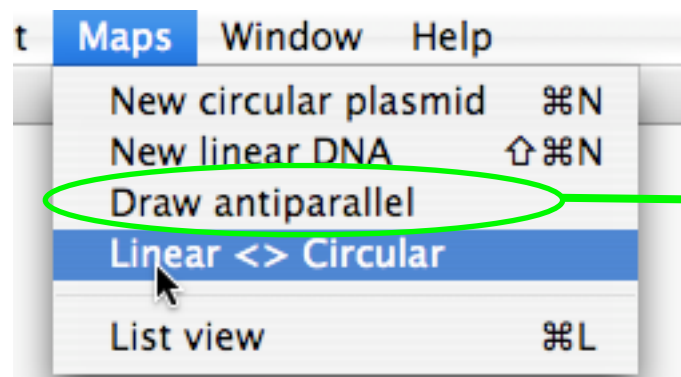 t Maps Window Help
New circular plasmid ⌘N
New linear DNA ⇧⌘N
Draw antiparallel
Linear <> Circular
List view ⌘L